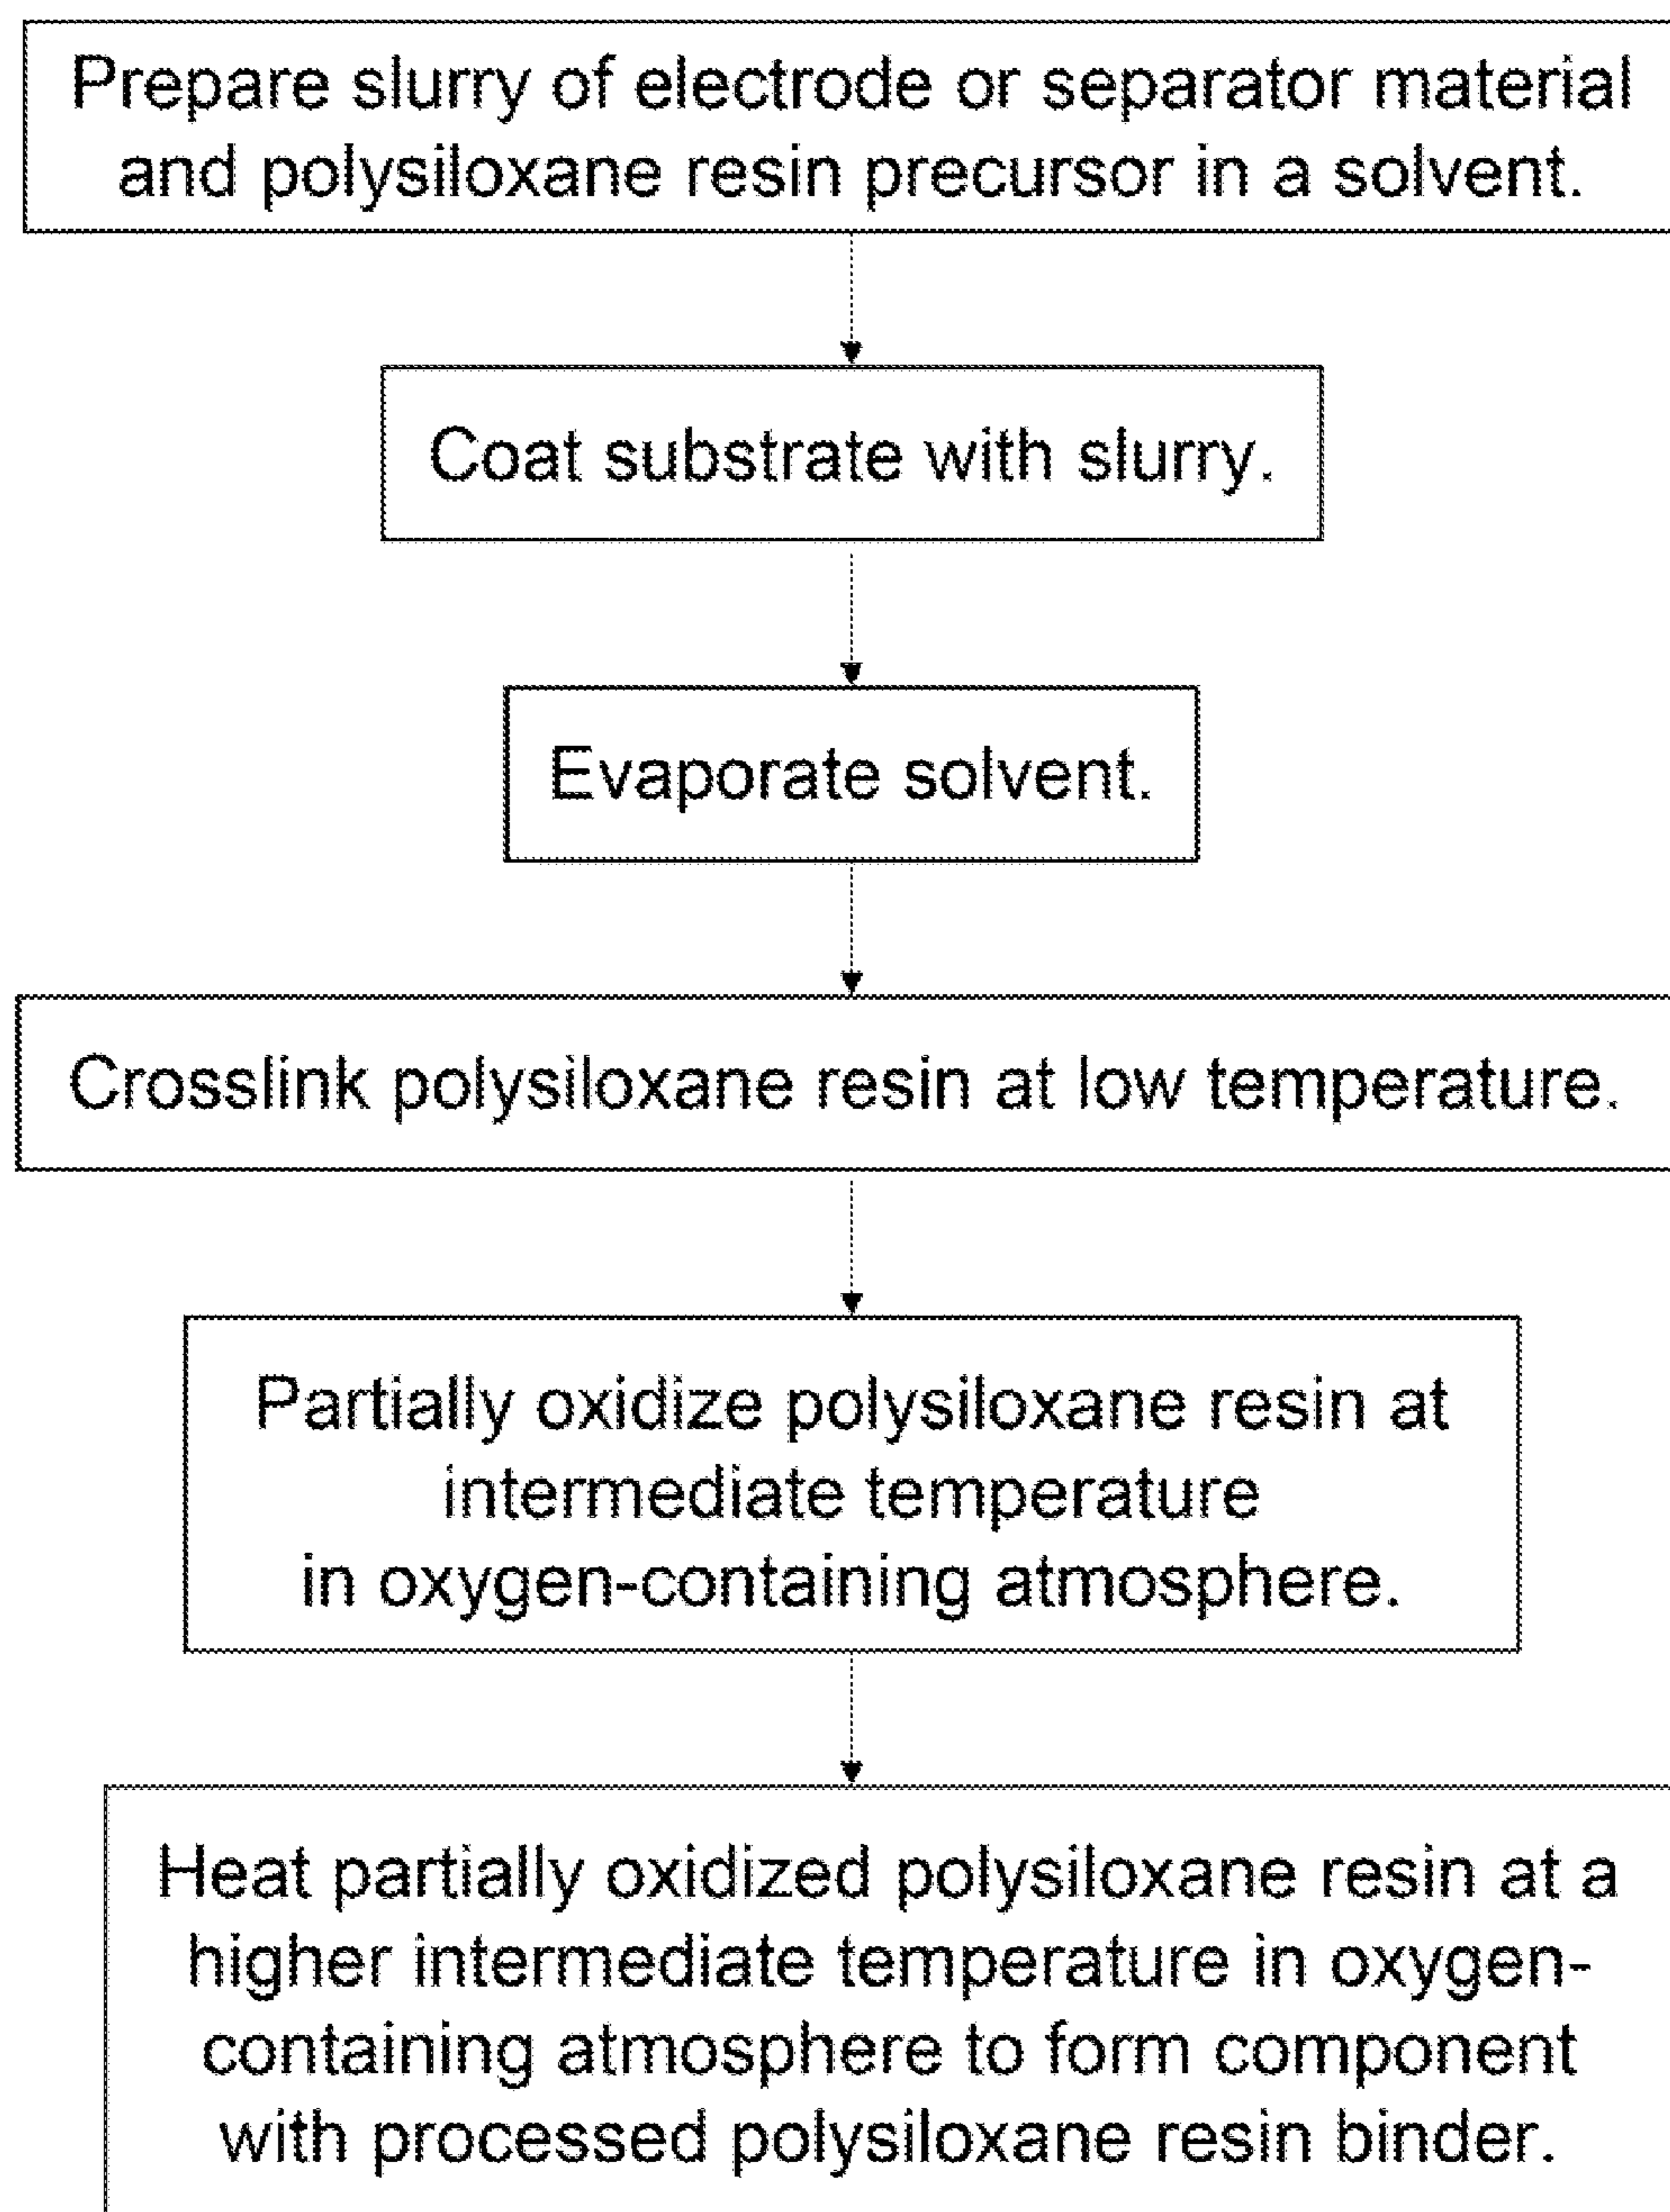 Prepare slurry of electrode or separator material
and polysiloxane resin precursor in a solvent.
Coat substrate with slurry.
Evaporate solvent.
Crosslink polysiloxane resin at low temperature.
Partially oxidize polysiloxane resin at
intermediate temperature
in oxygen-containing atmosphere.
Heat partially oxidized polysiloxane resin at a
higher intermediate temperature in oxygen-
containing atmosphere to form component
with processed polysiloxane resin binder.